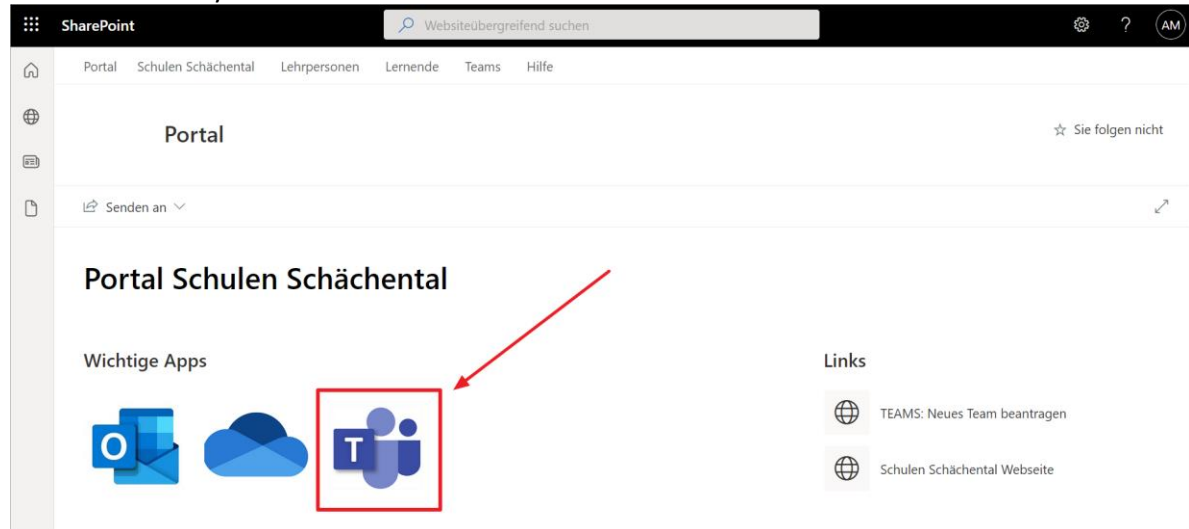 SharePoint
Websiteübergreifend suchen
?
AM
Portal Schulen Schächental Lehrpersonen Lernende Teams Hilfe
Portal
Sie folgen nicht
Senden an
Portal Schulen Schächental
Wichtige Apps
Links
O
T
TEAMS: Neues Team beantragen
Schulen Schächental Webseite